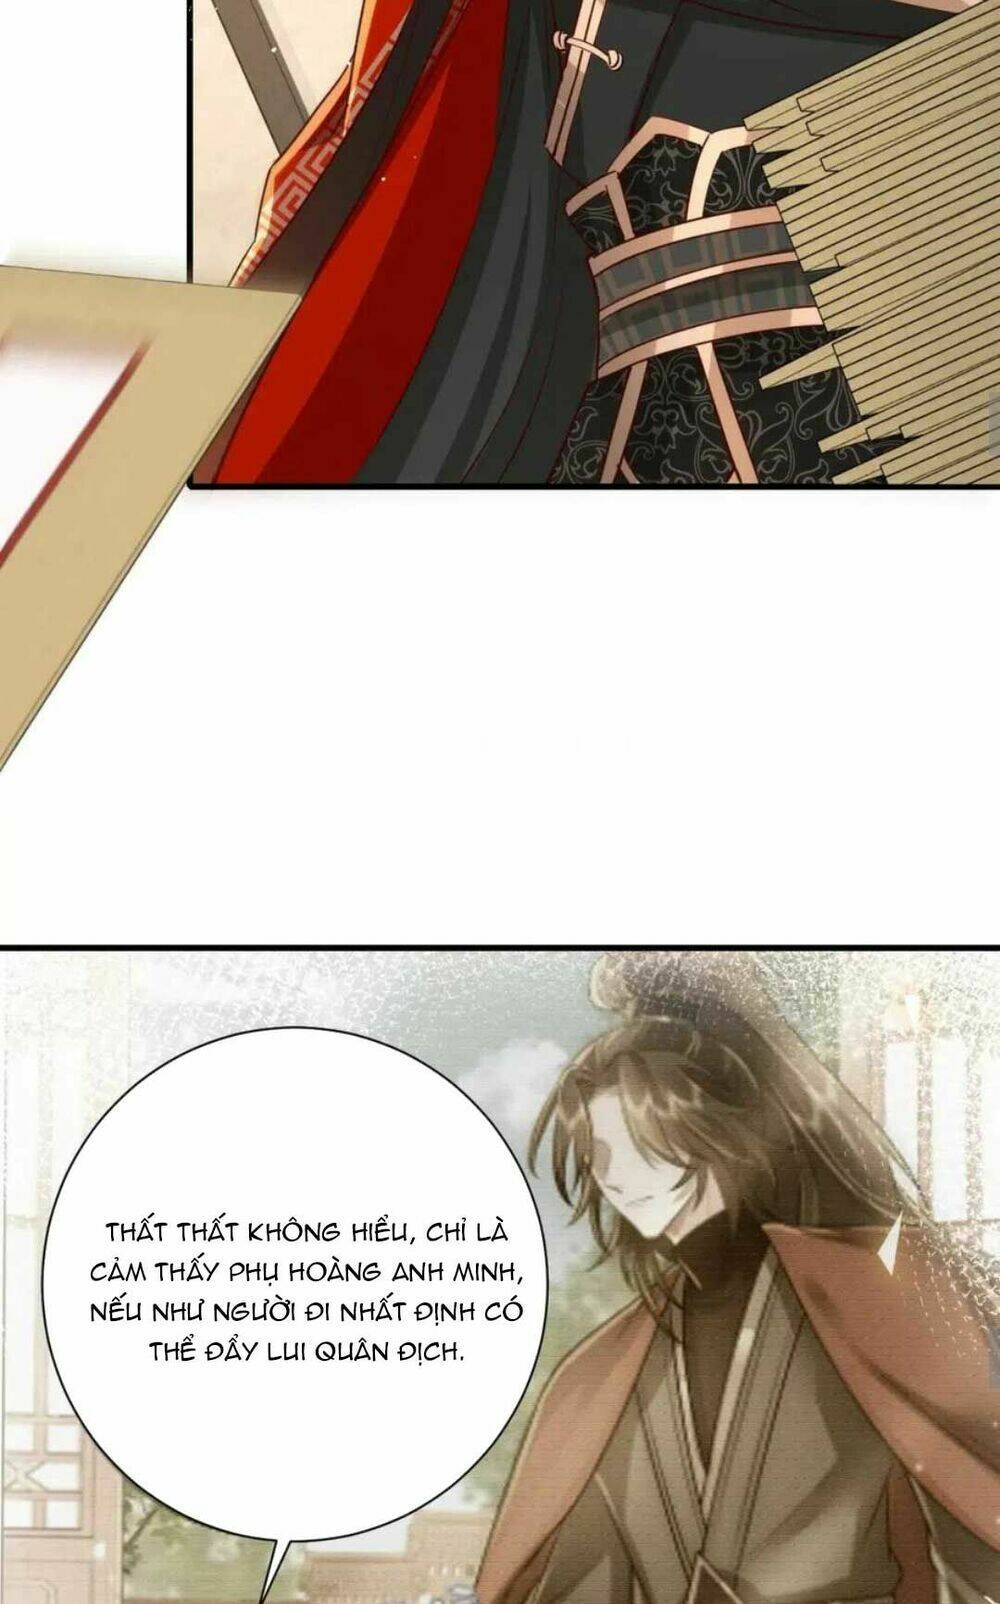 THẤT THẤT KHÔNG HIỂU, CHỈ LÀ
CẢM THẤY PHỤ HOÀNG ANH MINH,
NẾU NHƯ NGƯỜI ĐI NHẤT ĐỊNH CÓ
THỂ ĐẨY LUI QUÂN ĐỊCH.